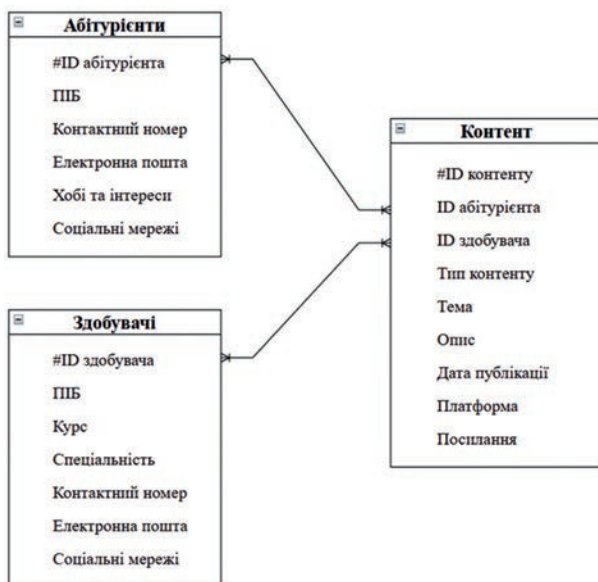 Абітурієнти
#ID абітурієнта
ПІБ
Контактний номер
Електронна пошта
Хобі та інтереси
Соціальні мережі
Здобувачі
#ID здобувача
ПІБ
Курс
Спеціальність
Контактний номер
Електронна пошта
Соціальні мережі
Контент
#ID контенту
ID абітурієнта
ID здобувача
Тип контенту
Тема
Опис
Дата публікації
Платформа
Посилання